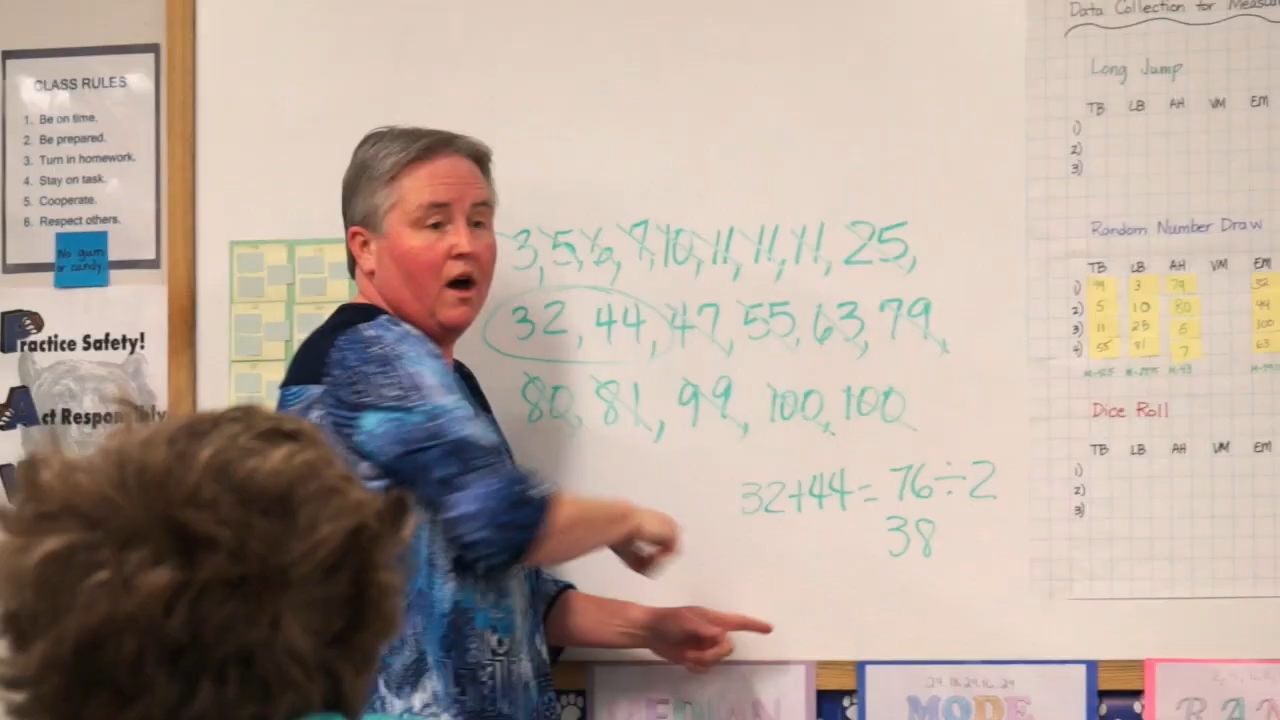 CLASS RULES
1. Be on time.
2. Be prepared.
3. Turn in homework.
4. Stay on task.
5. Cooperate.
6. Respect others.
No gum
or candy
Practice Safety!
Act Responsibly
3, 5, 6, 7, 10, 11, 11, 11, 25,
32, 44, 47, 55, 63, 79,
80, 81, 99, 100, 100
32+44= 76÷2
38
Data Collection for
Long Jump
TB LB AH VM EM
1)
2)
3)
Random Number Draw
TB LB AH VM EM
1) 99 3 79 32
2) 5 10 80 44
3) 11 25 6 100
4) 55 81 7 63
Dice Roll
TB LB AH VM EM
1)
2)
3)
MEDIAN
MODE